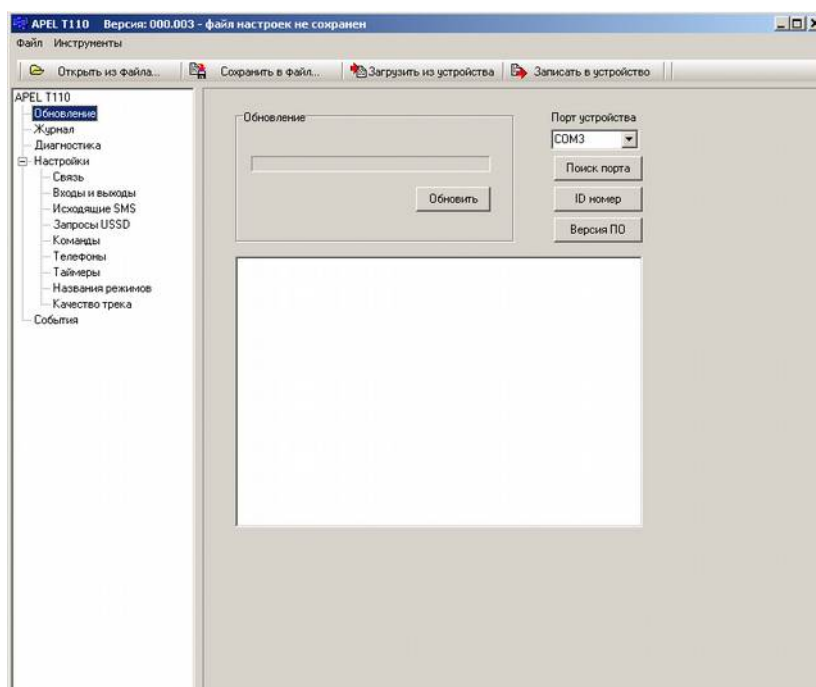 APEL T110 Версия: 000.003 - файл настроек не сохранен
Файл Инструменты
Открыть из файла... Сохранить в файл... Загрузить из устройства Записать в устройство
APEL T110
Обновление
Журнал
Диагностика
Настройки
Связь
Входы и выходы
Исходящие SMS
Запросы USSD
Команды
Телефоны
Таймеры
Названия режимов
Качество трека
События
Обновление
Обновить
Порт устройства
COM3
Поиск порта
ID номер
Версия ПО